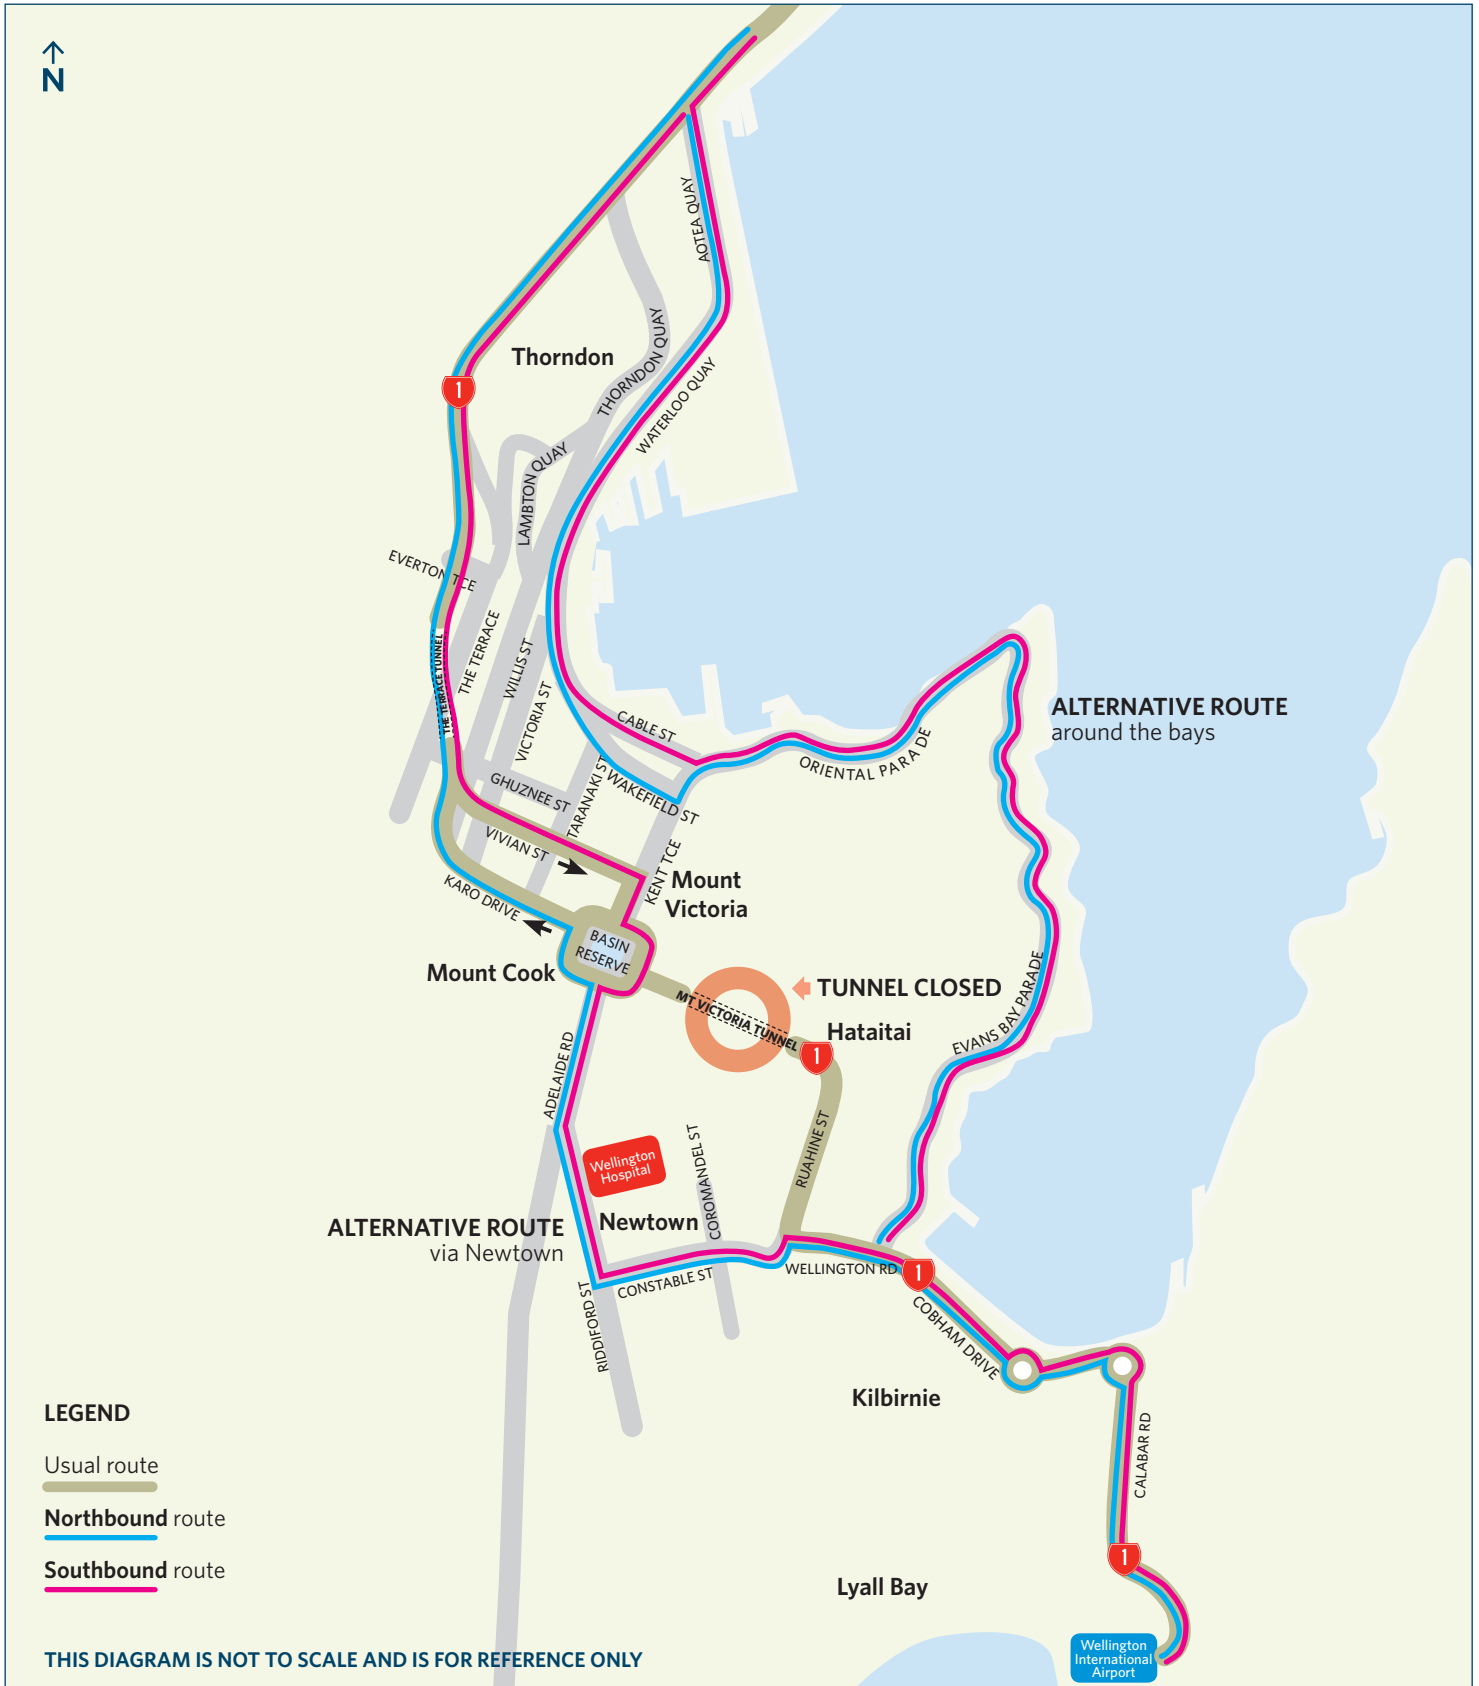 N
AOTEA QUAY
Thorndon
1
THORNDON QUAY
WATERLOO QUAY
LAMBTON QUAY
EVERTON TCE
THE TERRACE TUNNEL
THE TERRACE
WILLIS ST
VICTORIA ST
CABLE ST
ALTERNATIVE ROUTE
around the bays
ORIENTAL PARADE
GHUZNEE ST
TARANAKI ST
WAKEFIELD ST
VIVIAN ST
KENT TCE
Mount
Victoria
KARO DRIVE
BASIN
RESERVE
Mount Cook
TUNNEL CLOSED
MT VICTORIA TUNNEL
Hataitai
1
EVANS BAY PARADE
ADELAIDE RD
RUAHINE ST
Wellington
Hospital
COROMANDEL ST
Newtown
ALTERNATIVE ROUTE
via Newtown
WELLINGTON RD
1
CONSTABLE ST
RIDDIFORD ST
COBHAM DRIVE
Kilbirnie
CALABAR RD
1
Lyall Bay
Wellington
International
Airport
LEGEND
Usual route
Northbound route
Southbound route
THIS DIAGRAM IS NOT TO SCALE AND IS FOR REFERENCE ONLY